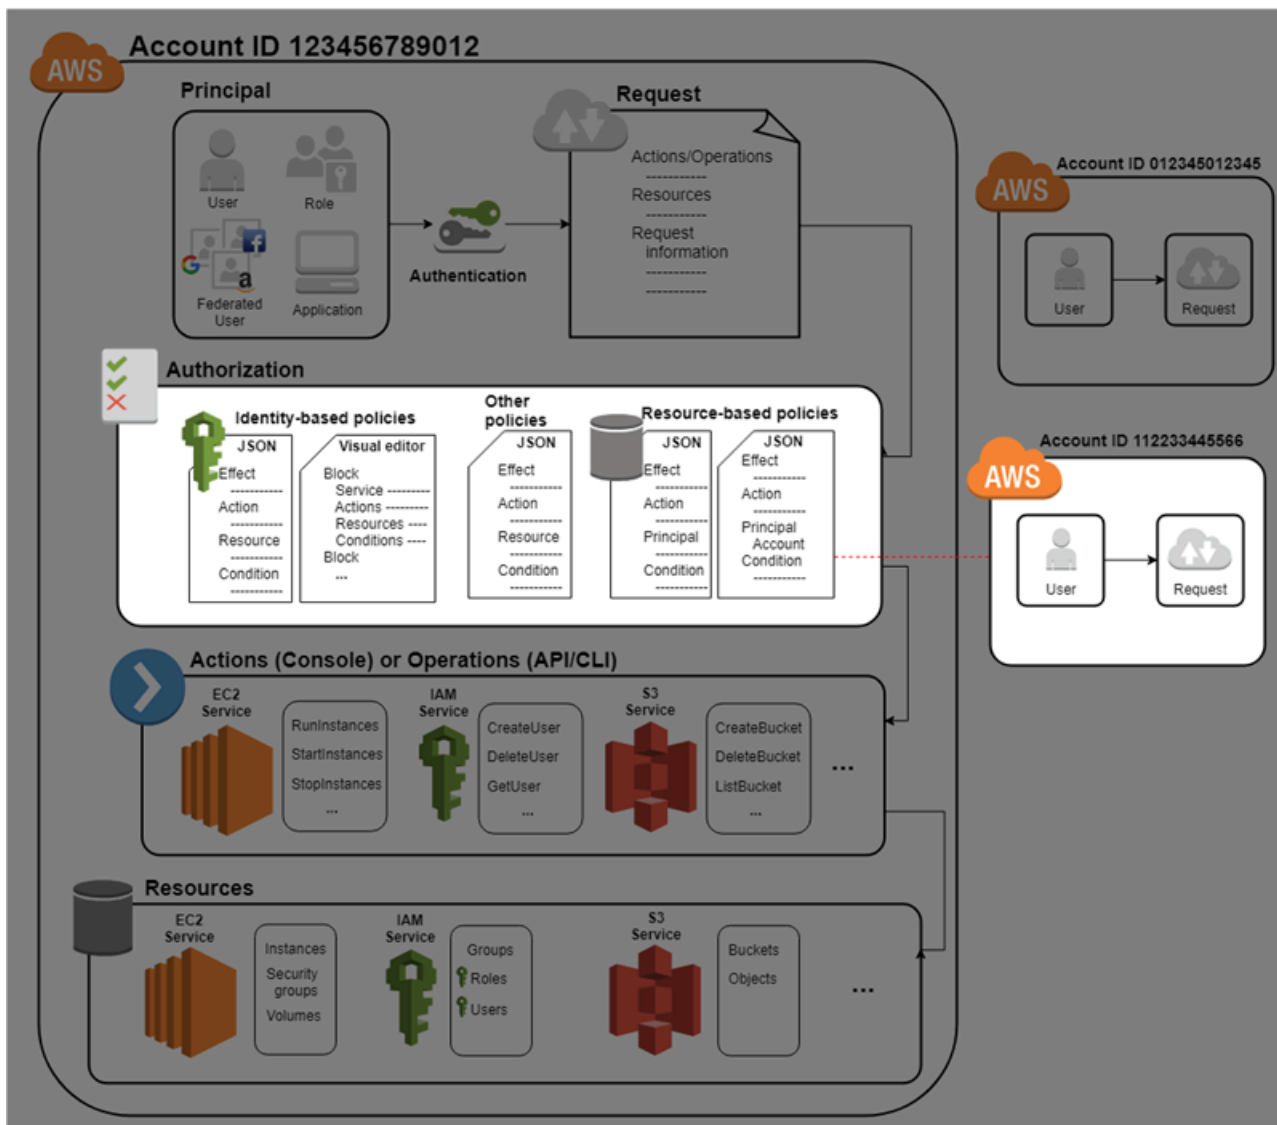 Account ID 123456789012
AWS
Principal
User
Role
Federated
User
Application
a
Authentication
Request
Actions/Operations
-----------
Resources
-----------
Request
information
-----------
-----------
Account ID 012345012345
AWS
User
Request
Authorization
Identity-based policies
JSON
Effect
-----------
Action
-----------
Resource
-----------
Condition
-----------
Visual editor
Block
Service ---------
Actions ---------
Resources ----
Conditions ----
Block
...
Other
policies
JSON
Effect
-----------
Action
-----------
Resource
-----------
Condition
-----------
Resource-based policies
JSON
Effect
-----------
Action
-----------
Principal
-----------
Condition
-----------
JSON
Effect
-----------
Action
-----------
Principal
Account
Condition
-----------
Account ID 112233445566
AWS
User
Request
Actions (Console) or Operations (API/CLI)
EC2
Service
RunInstances
StartInstances
StopInstances
...
IAM
Service
CreateUser
DeleteUser
GetUser
...
S3
Service
CreateBucket
DeleteBucket
ListBucket
...
...
Resources
EC2
Service
Instances
Security
groups
Volumes
IAM
Service
Groups
Roles
Users
S3
Service
Buckets
Objects
...